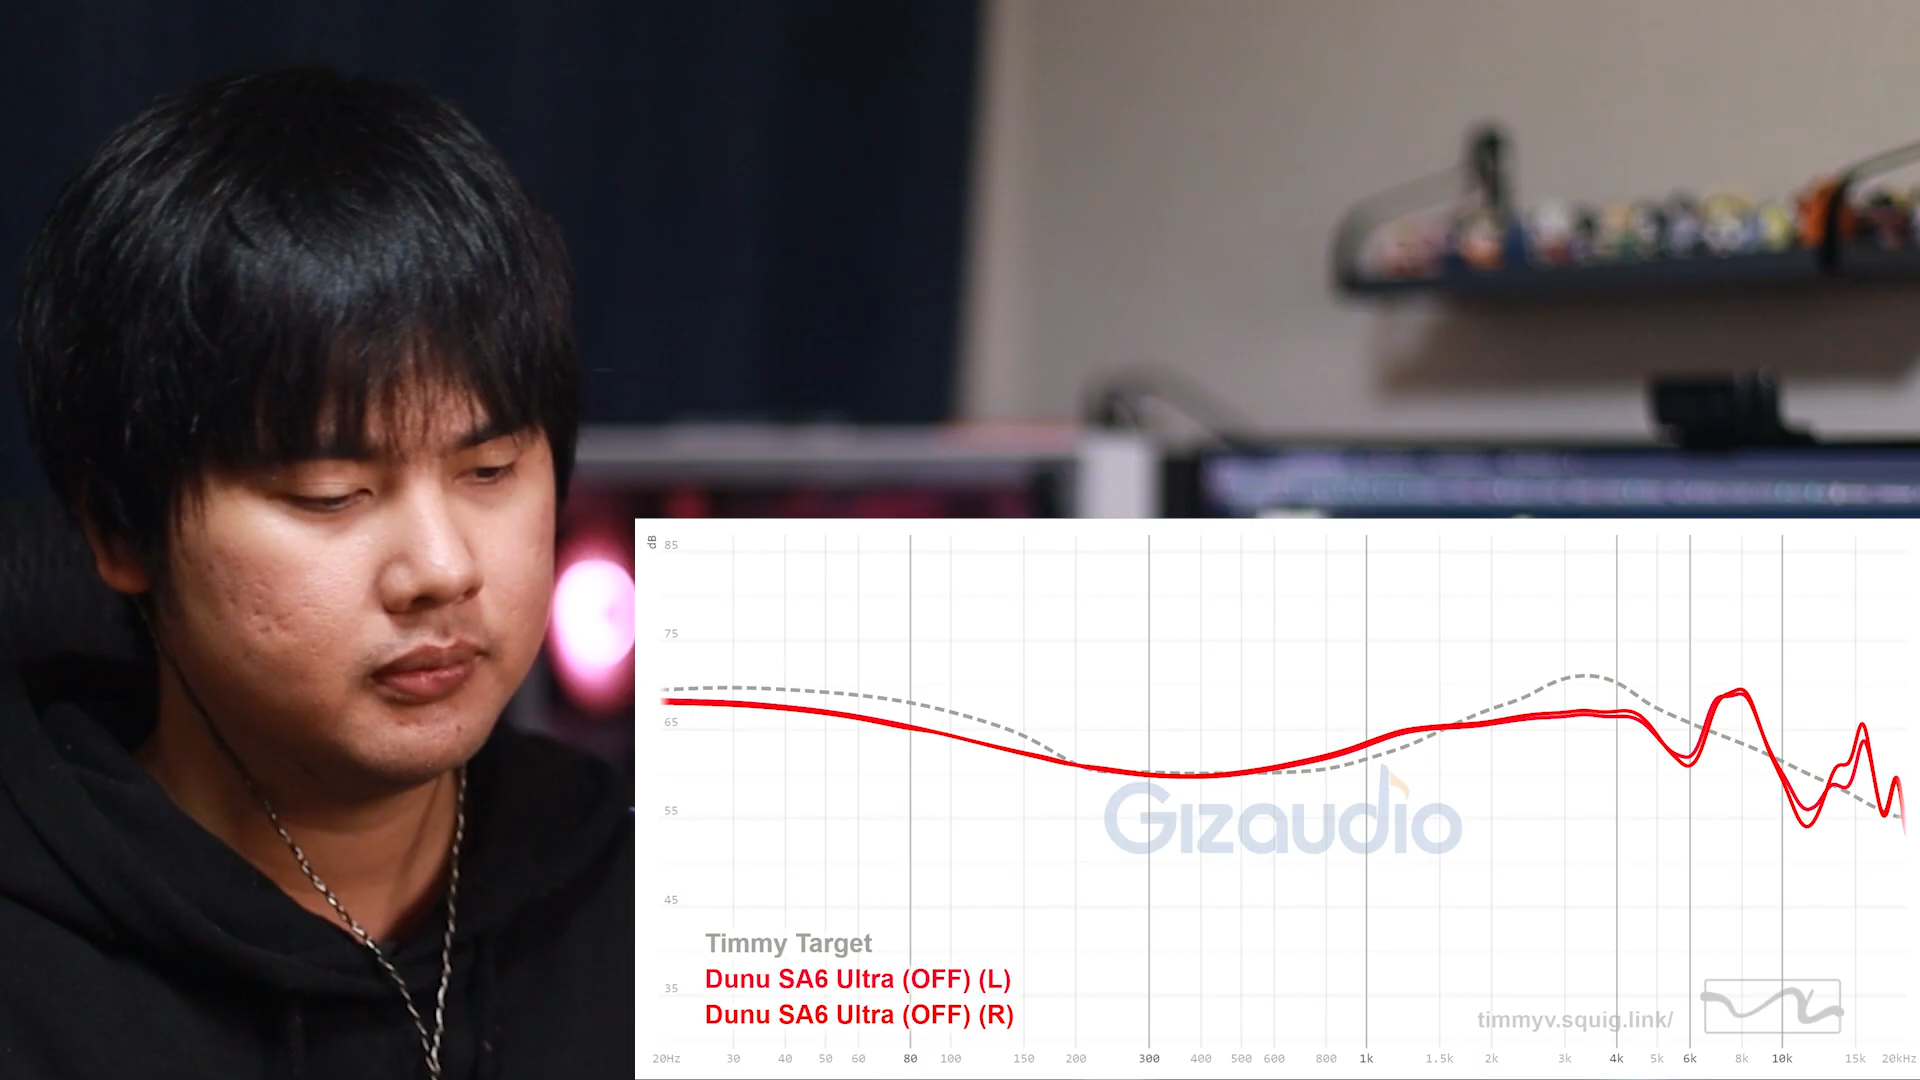 dB
85
75
65
55
45
35
Gizaudio
Timmy Target
Dunu SA6 Ultra (OFF) (L)
Dunu SA6 Ultra (OFF) (R)
timmyv.squig.link/
20Hz 30 40 50 60 80 100 150 200 300 400 500 600 800 1k 1.5k 2k 3k 4k 5k 6k 8k 10k 15k 20kHz